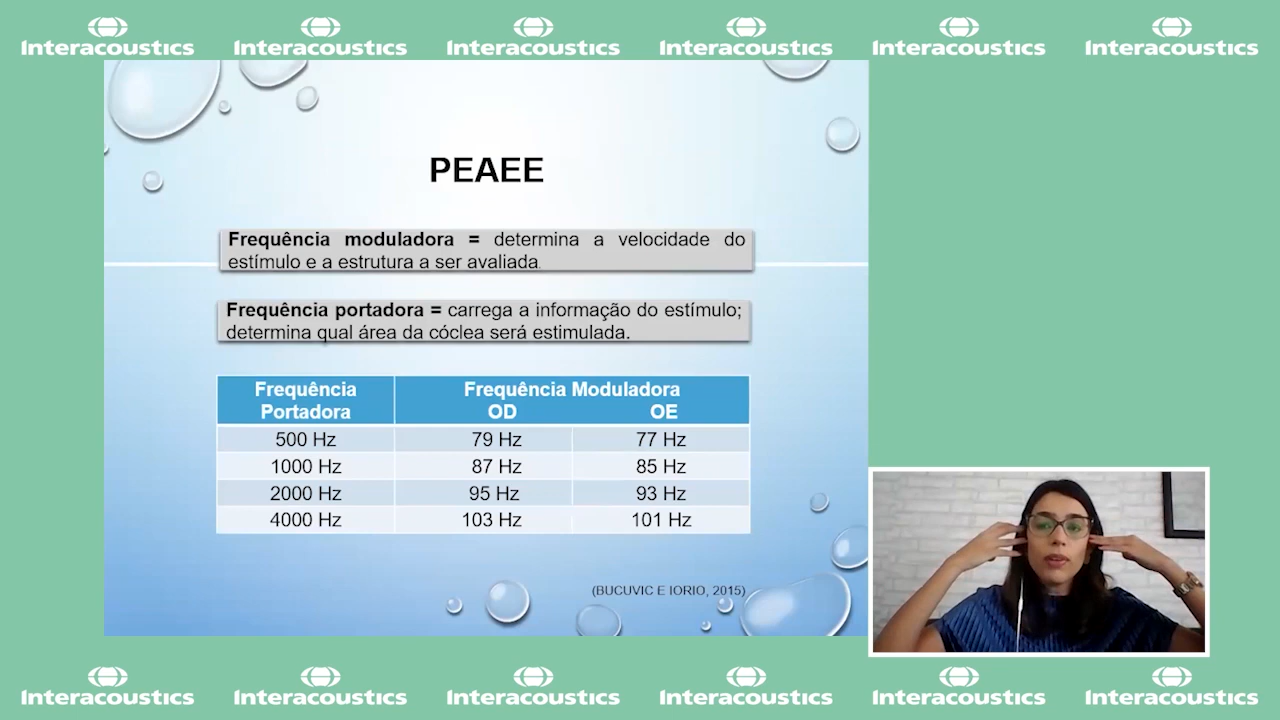 Interacoustics Interacoustics Interacoustics Interacoustics Interacoustics Interacoustics
PEAEE
Frequência moduladora = determina a velocidade do
estímulo e a estrutura a ser avaliada.
Frequência portadora = carrega a informação do estímulo;
determina qual área da cóclea será estimulada.
Frequência Frequência Moduladora
Portadora OD OE
500 Hz 79 Hz 77 Hz
1000 Hz 87 Hz 85 Hz
2000 Hz 95 Hz 93 Hz
4000 Hz 103 Hz 101 Hz
(BUCUVIC E IORIO, 2015)
Interacoustics Interacoustics Interacoustics Interacoustics Interacoustics Interacoustics